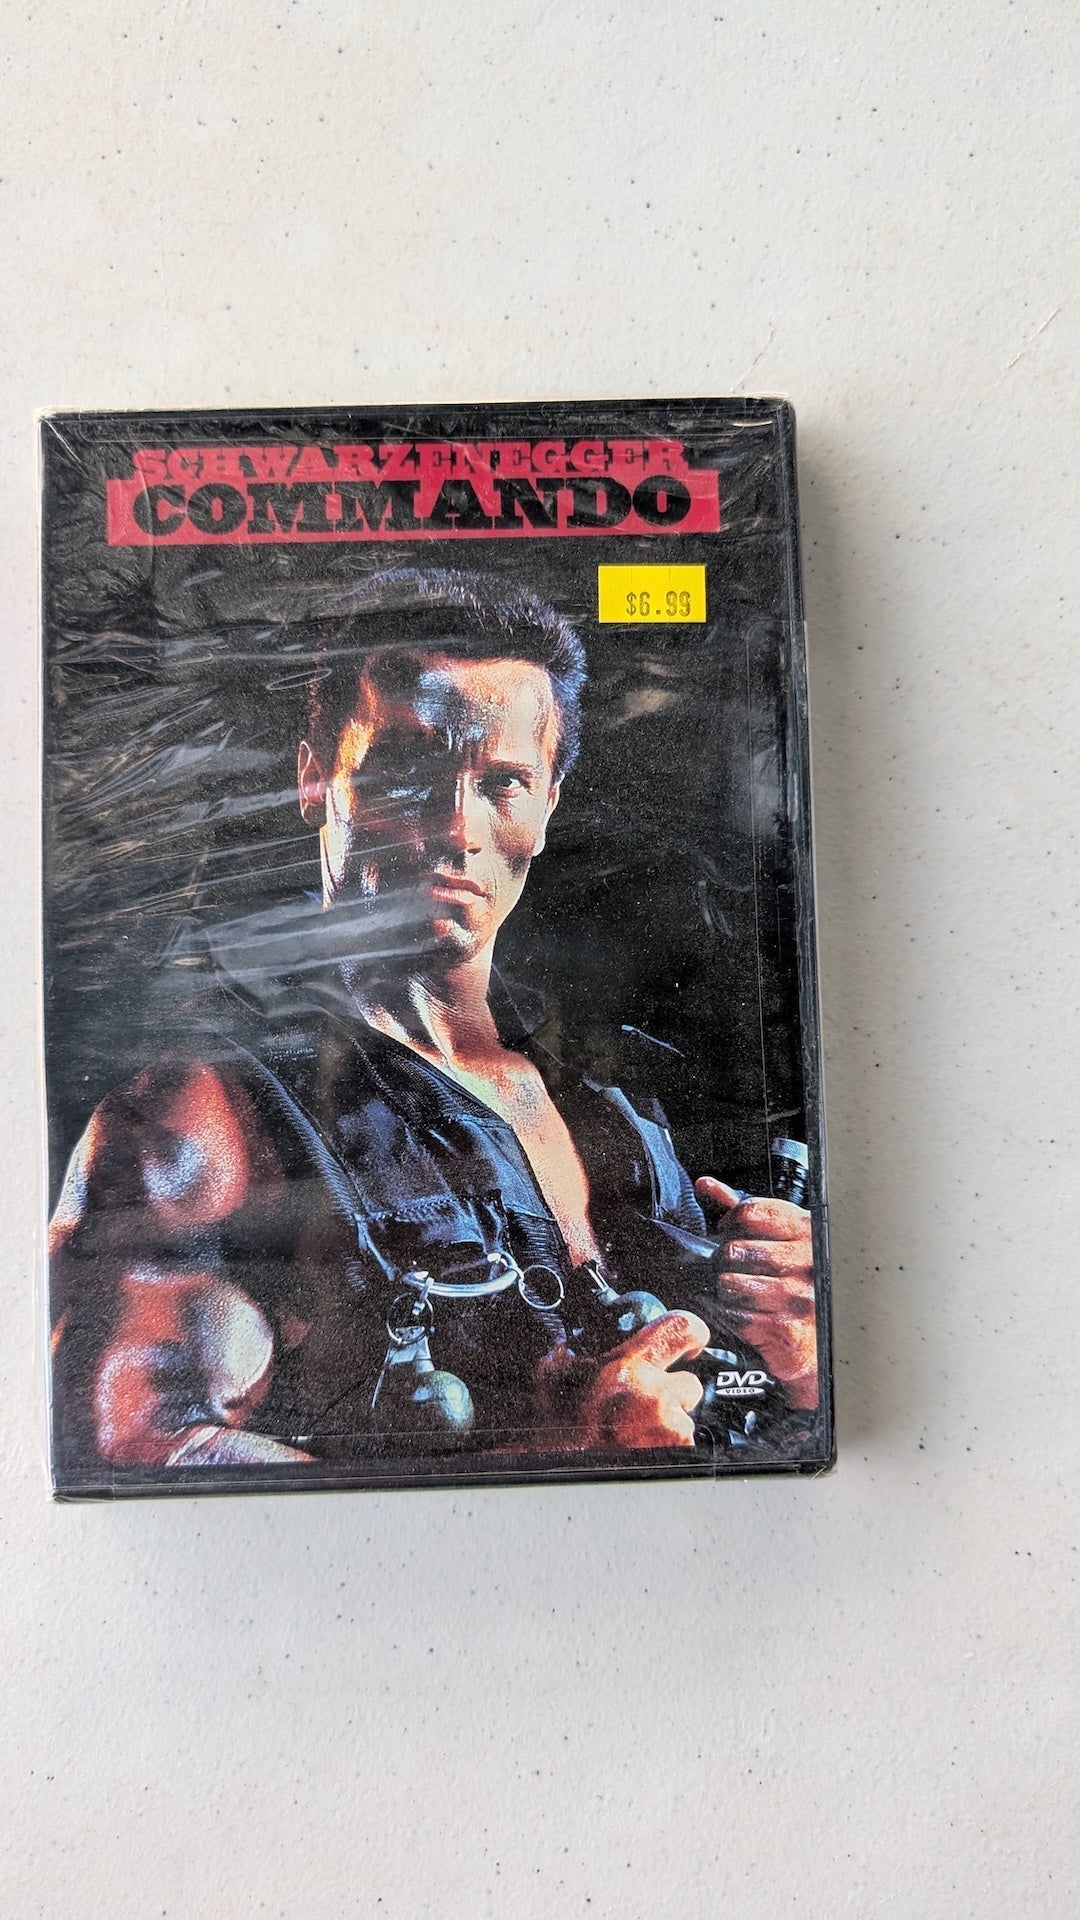 SCHWARZENEGGER
COMMANDO
$6.99
DVD
VIDEO